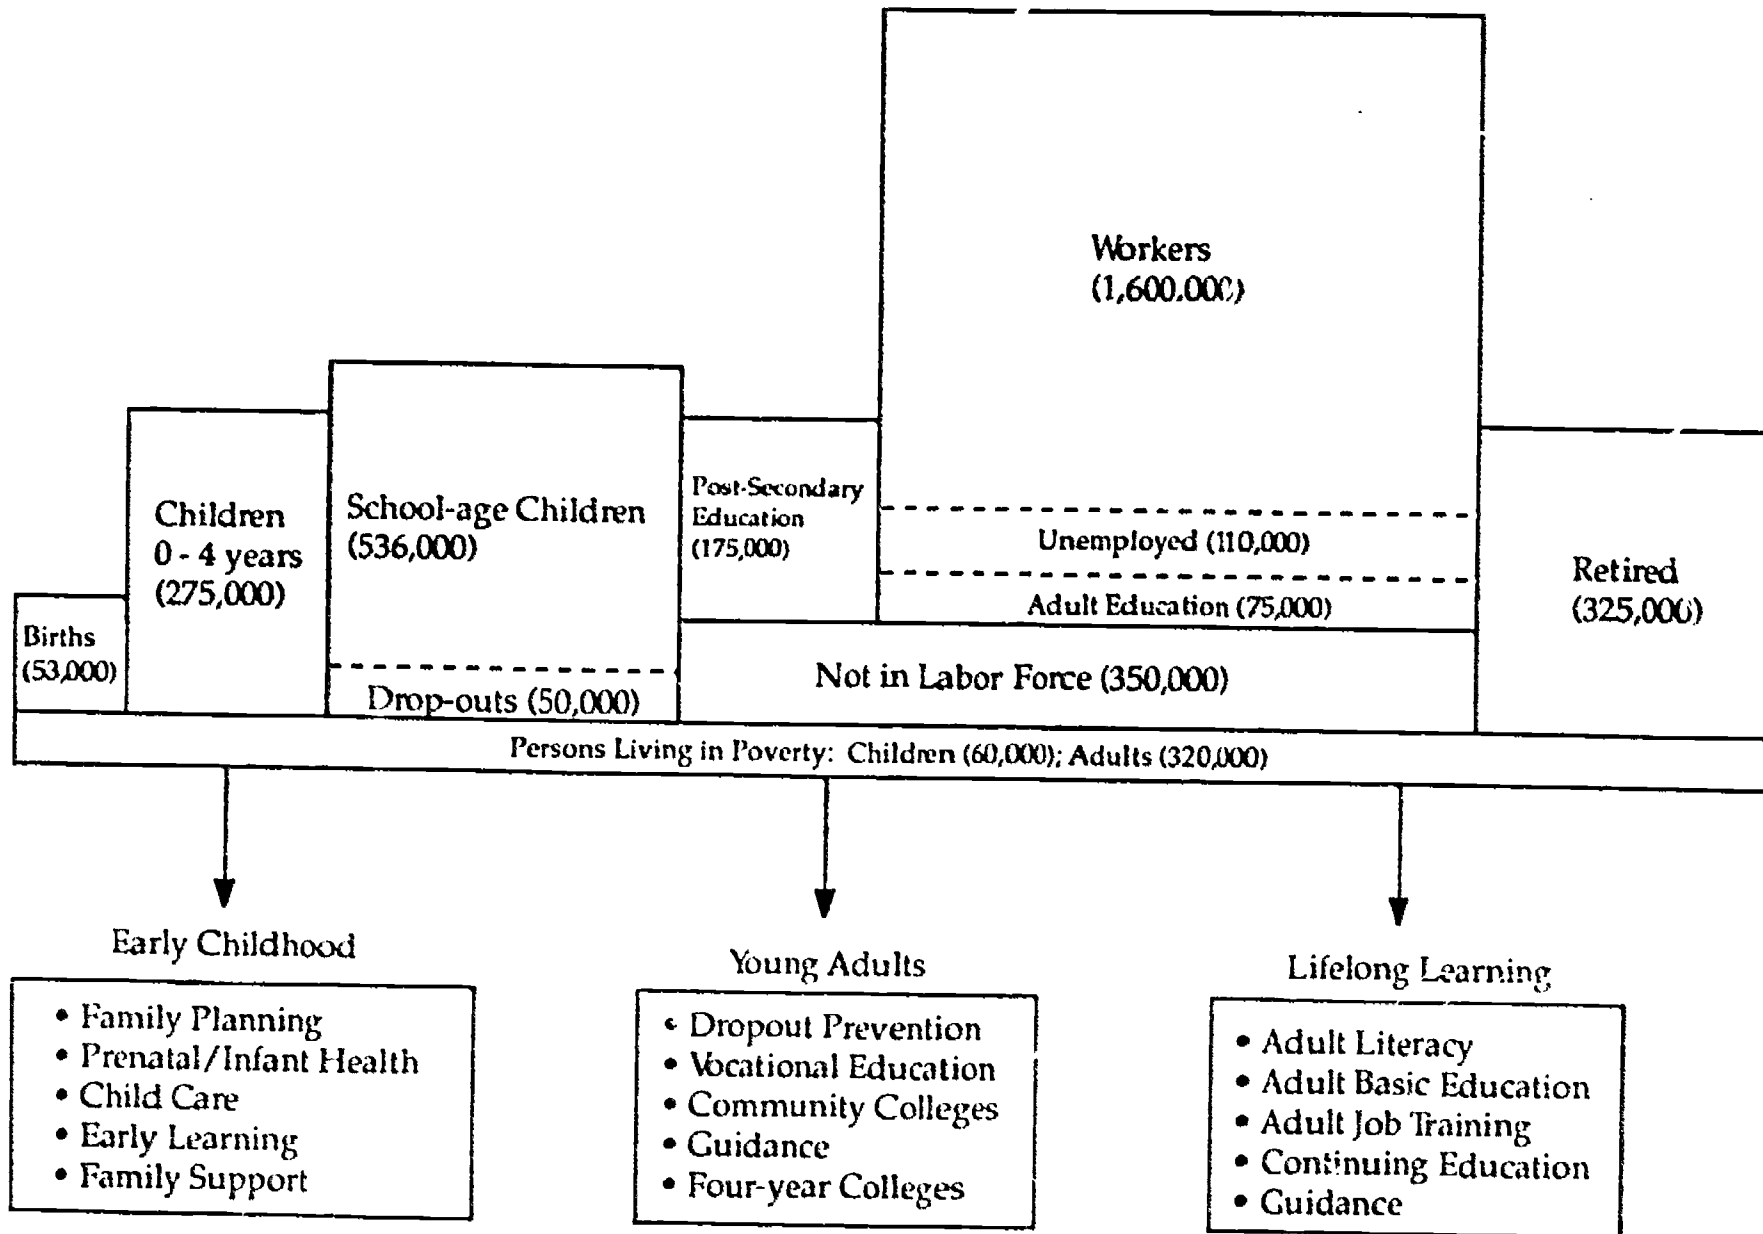 Workers
(1,600,000)
Births
(53,000)
Children
0 - 4 years
(275,000)
School-age Children
(536,000)
Drop-outs (50,000)
Post-Secondary
Education
(175,000)
Unemployed (110,000)
Adult Education (75,000)
Not in Labor Force (350,000)
Retired
(325,000)
Persons Living in Poverty: Children (60,000); Adults (320,000)
Early Childhood
• Family Planning
• Prenatal/Infant Health
• Child Care
• Early Learning
• Family Support
Young Adults
• Dropout Prevention
• Vocational Education
• Community Colleges
• Guidance
• Four-year Colleges
Lifelong Learning
• Adult Literacy
• Adult Basic Education
• Adult Job Training
• Continuing Education
• Guidance